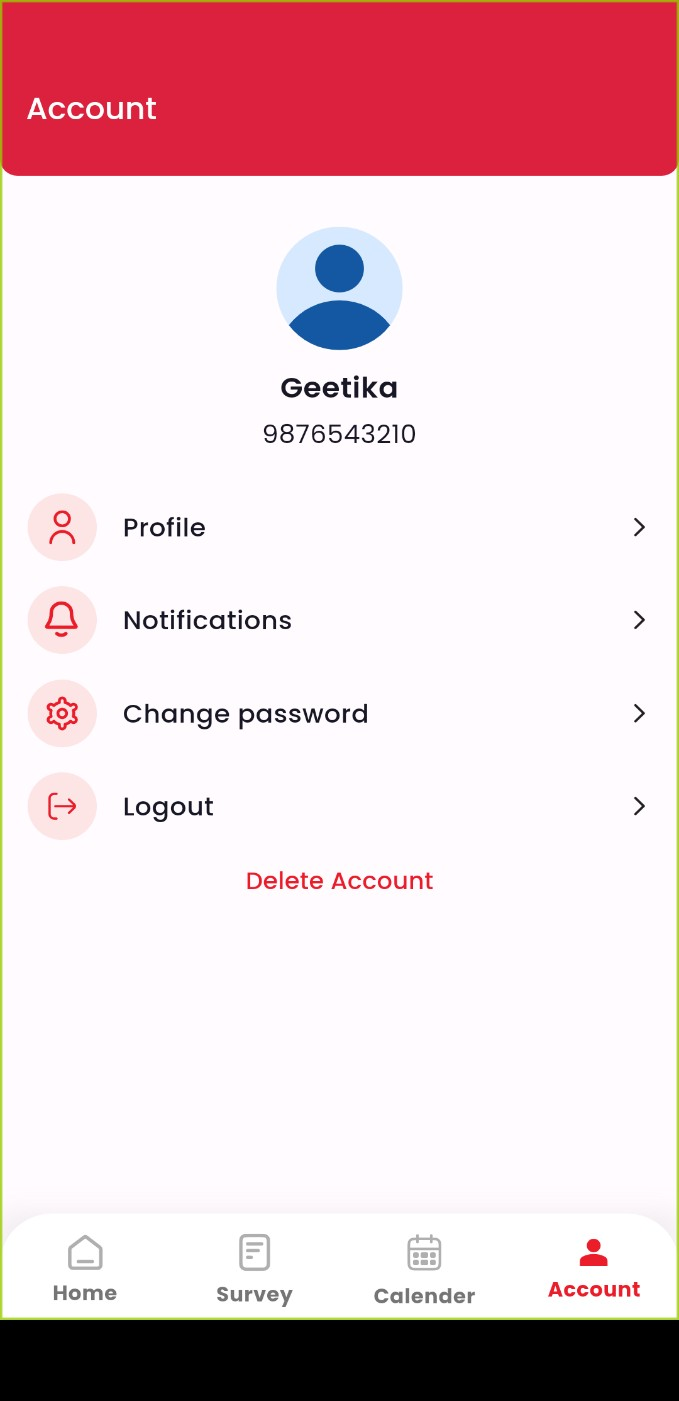 Account
Geetika
9876543210
Profile
Notifications
Change password
Logout
Delete Account
Home
Survey
Calender
Account